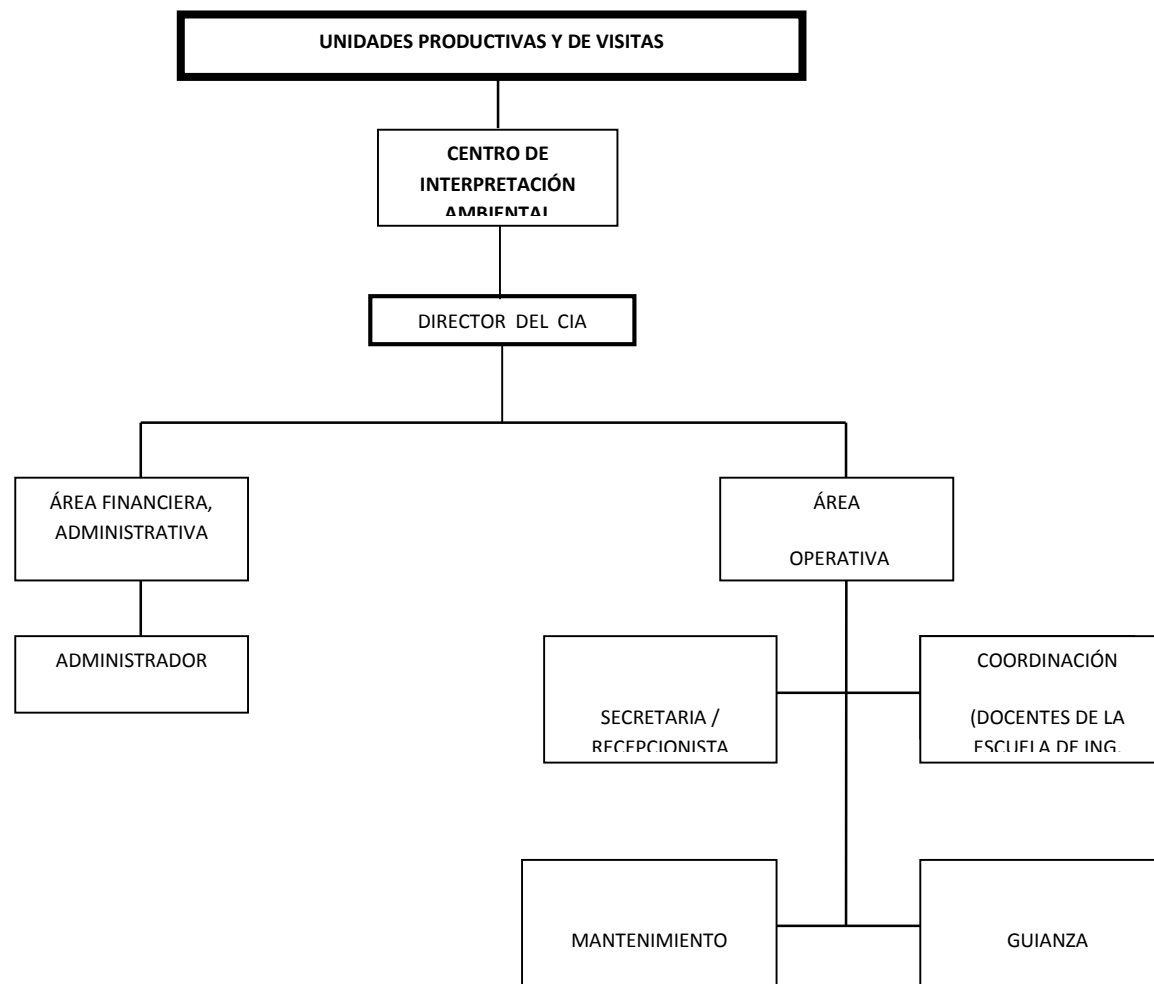 UNIDADES PRODUCTIVAS Y DE VISITAS
CENTRO DE
INTERPRETACIÓN
AMBIENTAL
DIRECTOR DEL CIA
ÁREA FINANCIERA,
ADMINISTRATIVA
ÁREA
OPERATIVA
ADMINISTRADOR
SECRETARIA /
RECEPCIONISTA
COORDINACIÓN
(DOCENTES DE LA
ESCUELA DE ING.
MANTENIMIENTO
GUIANZA